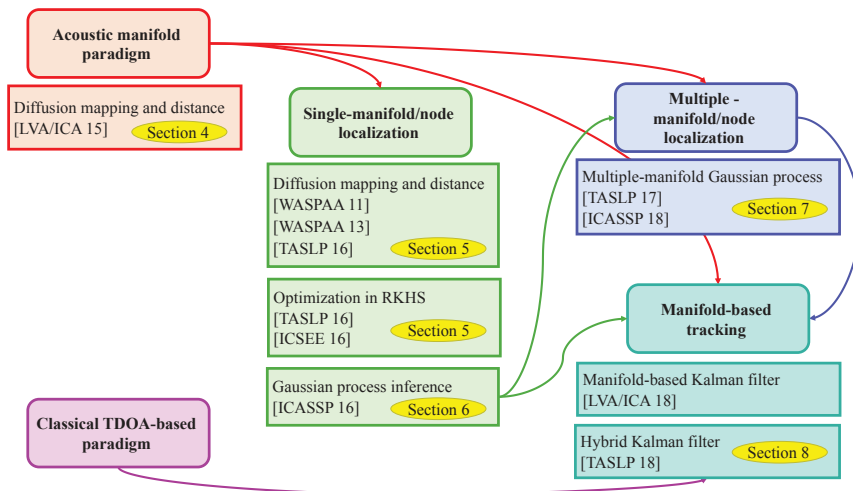 Acoustic manifold
paradigm
Diffusion mapping and distance
[LVA/ICA 15]
Section 4
Single-manifold/node
localization
Diffusion mapping and distance
[WASPAA 11]
[WASPAA 13]
[TASLP 16]
Section 5
Optimization in RKHS
[TASLP 16]
[ICSEE 16]
Section 5
Gaussian process inference
[ICASSP 16]
Section 6
Multiple -
manifold/node
localization
Multiple-manifold Gaussian process
[TASLP 17]
[ICASSP 18]
Section 7
Manifold-based
tracking
Manifold-based Kalman filter
[LVA/ICA 18]
Hybrid Kalman filter
[TASLP 18]
Section 8
Classical TDOA-based
paradigm